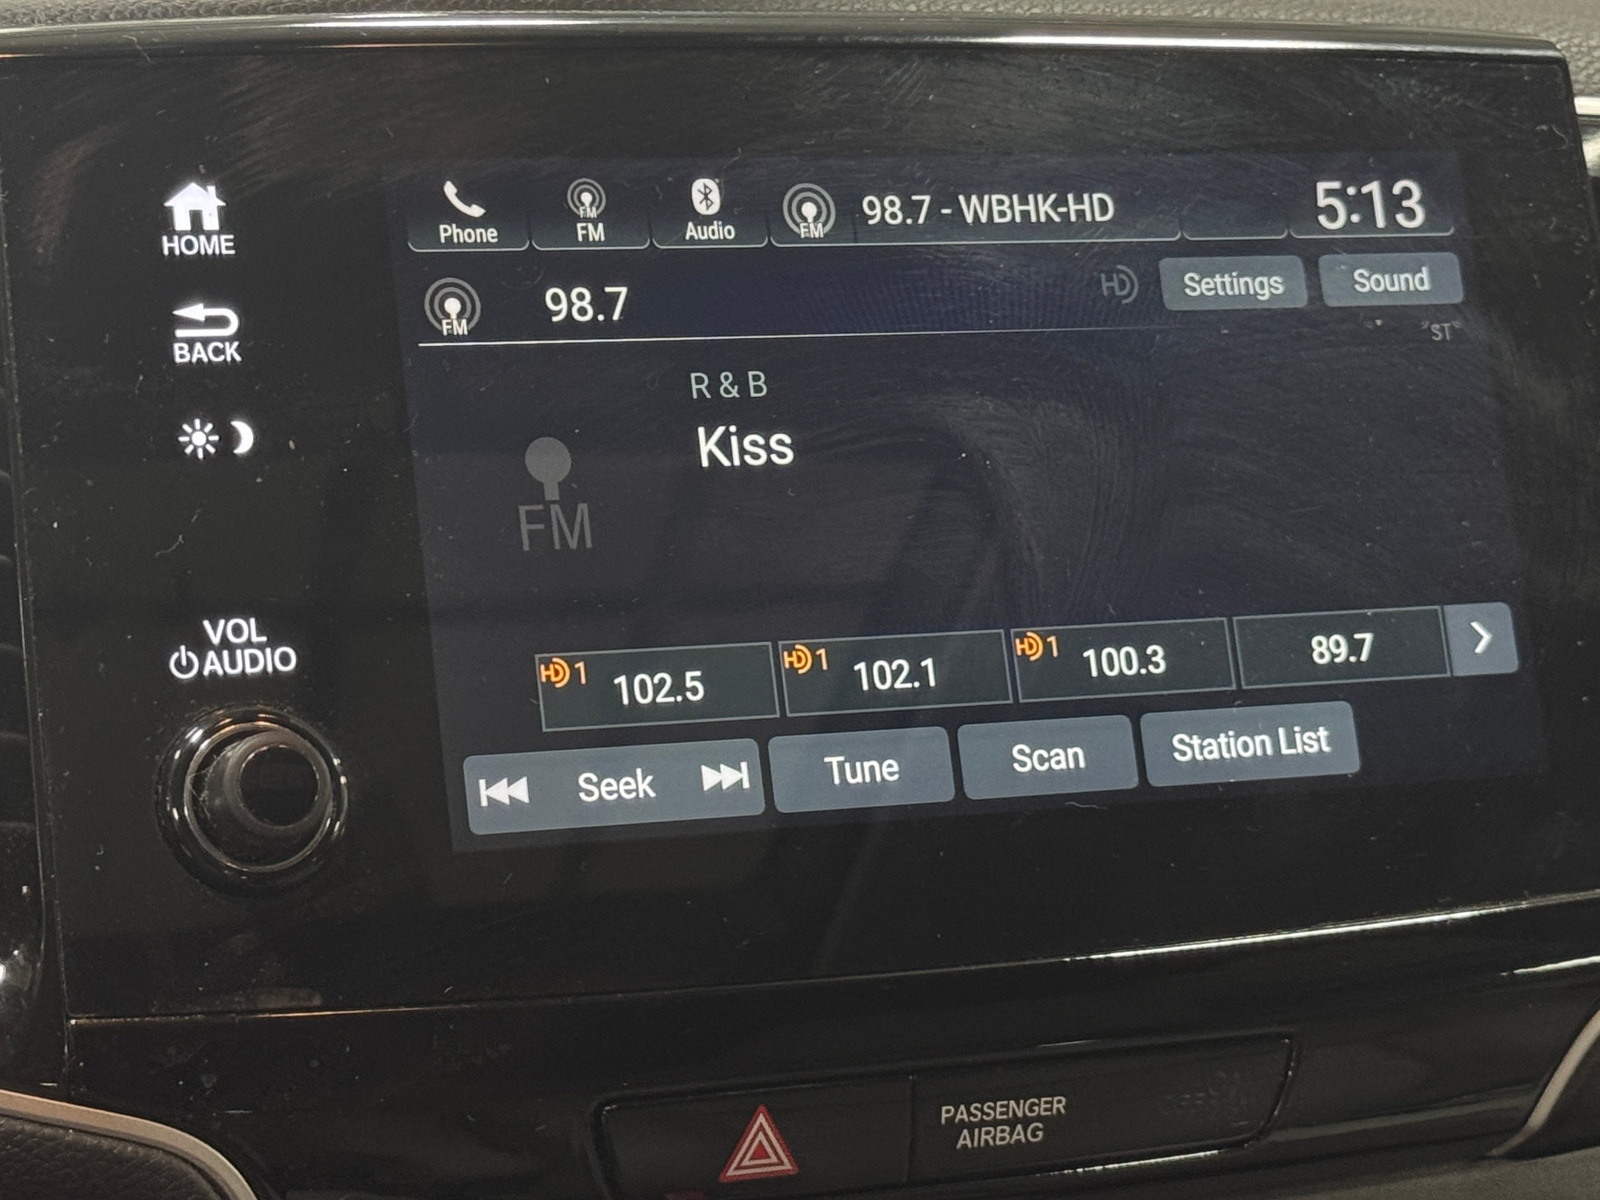 HOME
BACK
VOL
AUDIO
Phone
FM
FM
Audio
FM
98.7 - WBHK-HD
5:13
FM
98.7
HD
Settings
Sound
"ST"
R & B
Kiss
FM
HD 1 102.5
HD 1 102.1
HD 1 100.3
89.7
Seek
Tune
Scan
Station List
PASSENGER
AIRBAG